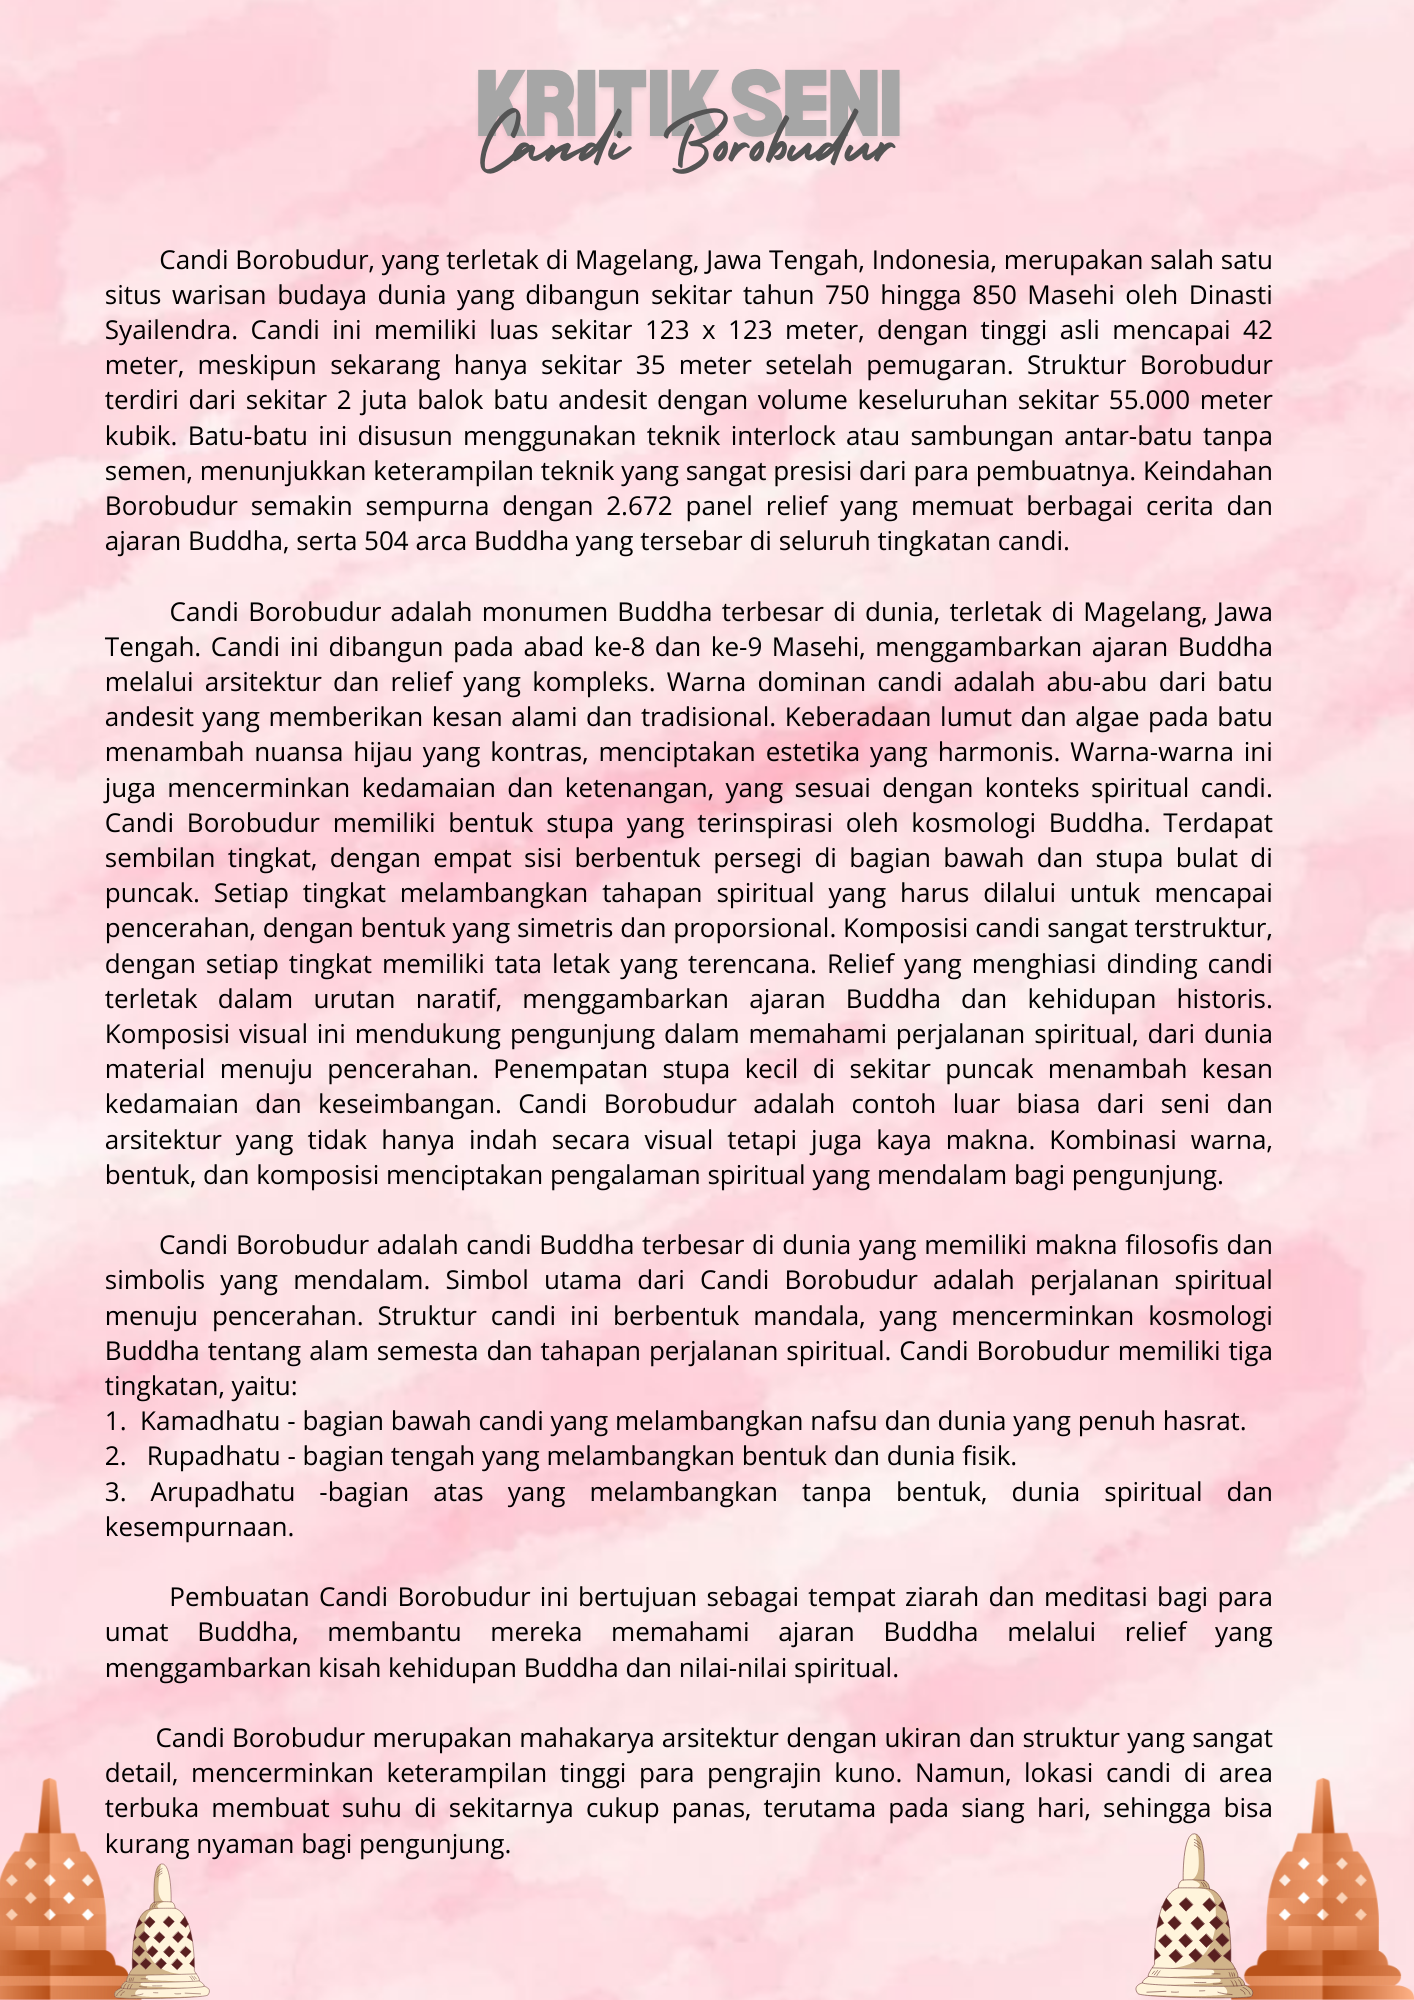 KRITIK SENI
Candi Borobudur
Candi Borobudur, yang terletak di Magelang, Jawa Tengah, Indonesia, merupakan salah satu
situs warisan budaya dunia yang dibangun sekitar tahun 750 hingga 850 Masehi oleh Dinasti
Syailendra. Candi ini memiliki luas sekitar 123 x 123 meter, dengan tinggi asli mencapai 42
meter, meskipun sekarang hanya sekitar 35 meter setelah pemugaran. Struktur Borobudur
terdiri dari sekitar 2 juta balok batu andesit dengan volume keseluruhan sekitar 55.000 meter
kubik. Batu-batu ini disusun menggunakan teknik interlock atau sambungan antar-batu tanpa
semen, menunjukkan keterampilan teknik yang sangat presisi dari para pembuatnya. Keindahan
Borobudur semakin sempurna dengan 2.672 panel relief yang memuat berbagai cerita dan
ajaran Buddha, serta 504 arca Buddha yang tersebar di seluruh tingkatan candi.
Candi Borobudur adalah monumen Buddha terbesar di dunia, terletak di Magelang, Jawa
Tengah. Candi ini dibangun pada abad ke-8 dan ke-9 Masehi, menggambarkan ajaran Buddha
melalui arsitektur dan relief yang kompleks. Warna dominan candi adalah abu-abu dari batu
andesit yang memberikan kesan alami dan tradisional. Keberadaan lumut dan algae pada batu
menambah nuansa hijau yang kontras, menciptakan estetika yang harmonis. Warna-warna ini
juga mencerminkan kedamaian dan ketenangan, yang sesuai dengan konteks spiritual candi.
Candi Borobudur memiliki bentuk stupa yang terinspirasi oleh kosmologi Buddha. Terdapat
sembilan tingkat, dengan empat sisi berbentuk persegi di bagian bawah dan stupa bulat di
puncak. Setiap tingkat melambangkan tahapan spiritual yang harus dilalui untuk mencapai
pencerahan, dengan bentuk yang simetris dan proporsional. Komposisi candi sangat terstruktur,
dengan setiap tingkat memiliki tata letak yang terencana. Relief yang menghiasi dinding candi
terletak dalam urutan naratif, menggambarkan ajaran Buddha dan kehidupan historis.
Komposisi visual ini mendukung pengunjung dalam memahami perjalanan spiritual, dari dunia
material menuju pencerahan. Penempatan stupa kecil di sekitar puncak menambah kesan
kedamaian dan keseimbangan. Candi Borobudur adalah contoh luar biasa dari seni dan
arsitektur yang tidak hanya indah secara visual tetapi juga kaya makna. Kombinasi warna,
bentuk, dan komposisi menciptakan pengalaman spiritual yang mendalam bagi pengunjung.
Candi Borobudur adalah candi Buddha terbesar di dunia yang memiliki makna filosofis dan
simbolis yang mendalam. Simbol utama dari Candi Borobudur adalah perjalanan spiritual
menuju pencerahan. Struktur candi ini berbentuk mandala, yang mencerminkan kosmologi
Buddha tentang alam semesta dan tahapan perjalanan spiritual. Candi Borobudur memiliki tiga
tingkatan, yaitu:
1. Kamadhatu - bagian bawah candi yang melambangkan nafsu dan dunia yang penuh hasrat.
2. Rupadhatu - bagian tengah yang melambangkan bentuk dan dunia fisik.
3. Arupadhatu -bagian atas yang melambangkan tanpa bentuk, dunia spiritual dan
kesempurnaan.
Pembuatan Candi Borobudur ini bertujuan sebagai tempat ziarah dan meditasi bagi para
umat Buddha, membantu mereka memahami ajaran Buddha melalui relief yang
menggambarkan kisah kehidupan Buddha dan nilai-nilai spiritual.
Candi Borobudur merupakan mahakarya arsitektur dengan ukiran dan struktur yang sangat
detail, mencerminkan keterampilan tinggi para pengrajin kuno. Namun, lokasi candi di area
terbuka membuat suhu di sekitarnya cukup panas, terutama pada siang hari, sehingga bisa
kurang nyaman bagi pengunjung.